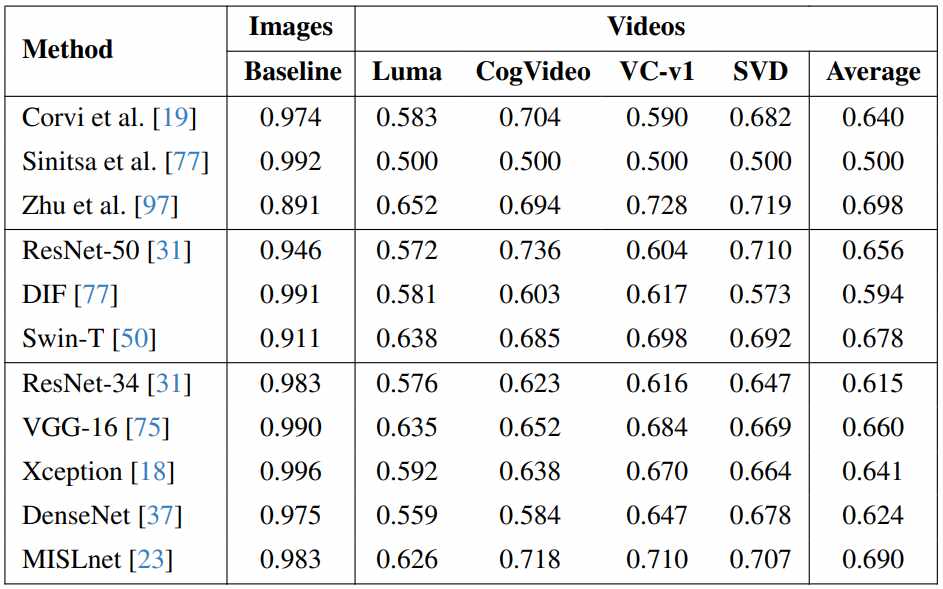 Method Images Videos
Baseline Luma CogVideo VC-v1 SVD Average
Corvi et al. [19] 0.974 0.583 0.704 0.590 0.682 0.640
Sinitsa et al. [77] 0.992 0.500 0.500 0.500 0.500 0.500
Zhu et al. [97] 0.891 0.652 0.694 0.728 0.719 0.698
ResNet-50 [31] 0.946 0.572 0.736 0.604 0.710 0.656
DIF [77] 0.991 0.581 0.603 0.617 0.573 0.594
Swin-T [50] 0.911 0.638 0.685 0.698 0.692 0.678
ResNet-34 [31] 0.983 0.576 0.623 0.616 0.647 0.615
VGG-16 [75] 0.990 0.635 0.652 0.684 0.669 0.660
Xception [18] 0.996 0.592 0.638 0.670 0.664 0.641
DenseNet [37] 0.975 0.559 0.584 0.647 0.678 0.624
MISLnet [23] 0.983 0.626 0.718 0.710 0.707 0.690